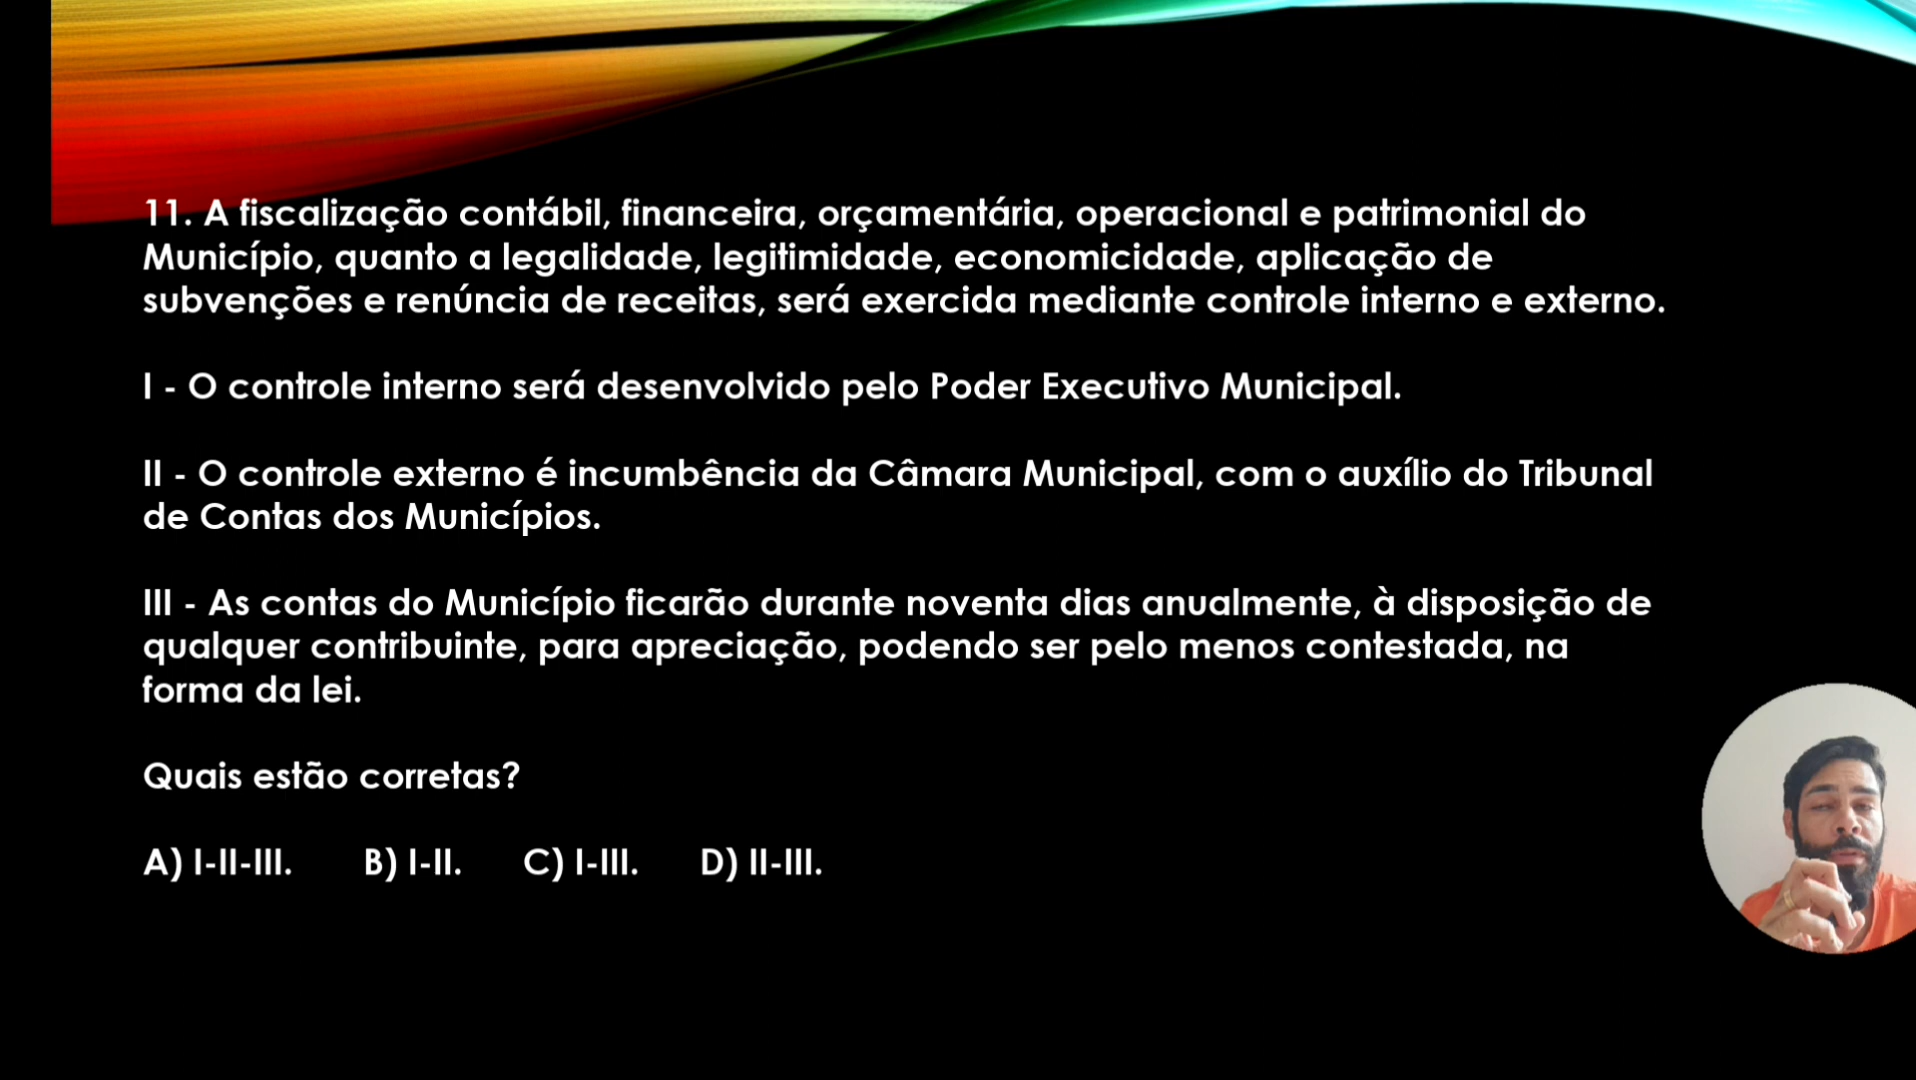 11. A fiscalização contábil, financeira, orçamentária, operacional e patrimonial do
Município, quanto a legalidade, legitimidade, economicidade, aplicação de
subvenções e renúncia de receitas, será exercida mediante controle interno e externo.
I - O controle interno será desenvolvido pelo Poder Executivo Municipal.
II - O controle externo é incumbência da Câmara Municipal, com o auxílio do Tribunal
de Contas dos Municípios.
III - As contas do Município ficarão durante noventa dias anualmente, à disposição de
qualquer contribuinte, para apreciação, podendo ser pelo menos contestada, na
forma da lei.
Quais estão corretas?
A) I-II-III. B) I-II. C) I-III. D) II-III.